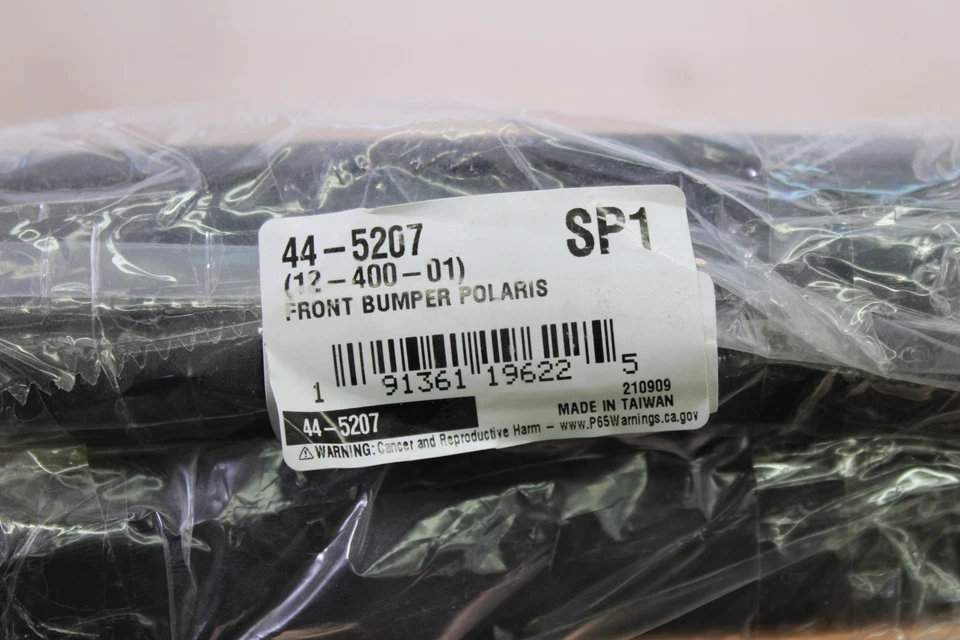 44-5207
SP1
(12-400-01)
FRONT BUMPER POLARIS
1 91361 19622 5
210909
MADE IN TAIWAN
44-5207
⚠WARNING: Cancer and Reproductive Harm - www.P65Warnings.ca.gov